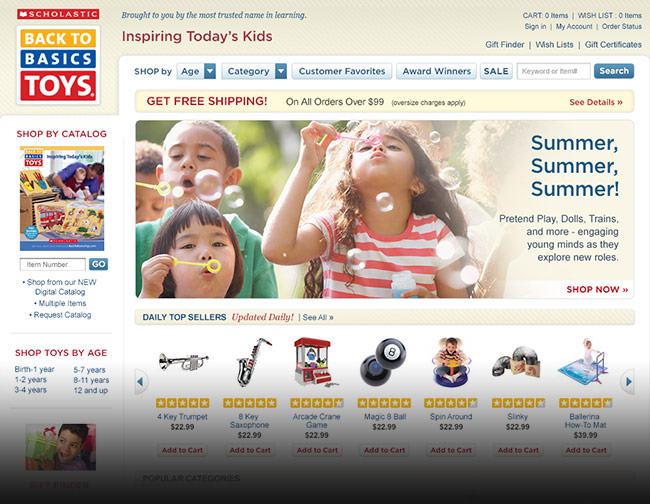 SCHOLASTIC
BACK TO
BASICS
TOYS
Brought to you by the most trusted name in learning.
Inspiring Today's Kids
CART: 0 Items | WISH LIST : 0 Items
Sign in | My Account | Order Status
Gift Finder | Wish Lists | Gift Certificates
SHOP by Age Category Customer Favorites Award Winners SALE Keyword or Item# Search
GET FREE SHIPPING! On All Orders Over $99 (oversize charges apply) See Details »
SHOP BY CATALOG
BACK TO
BASICS
TOYS
Inspiring Today's Kids
Item Number GO
• Shop from our NEW
Digital Catalog
• Multiple Items
• Request Catalog
SHOP TOYS BY AGE
Birth-1 year 5-7 years
1-2 years 8-11 years
3-4 years 12 and up
GIFT FINDER
Summer,
Summer,
Summer!
Pretend Play, Dolls, Trains,
and more - engaging
young minds as they
explore new roles.
SHOP NOW »
DAILY TOP SELLERS Updated Daily! | See All »
8
4 Key Trumpet
$22.99
Add to Cart
8 Key
Saxophone
$22.99
Add to Cart
Arcade Crane
Game
$22.99
Add to Cart
Magic 8 Ball
$22.99
Add to Cart
Spin Around
$22.99
Add to Cart
Slinky
$22.99
Add to Cart
Ballerina
How-To Mat
$39.99
Add to Cart
POPULAR CATEGORIES